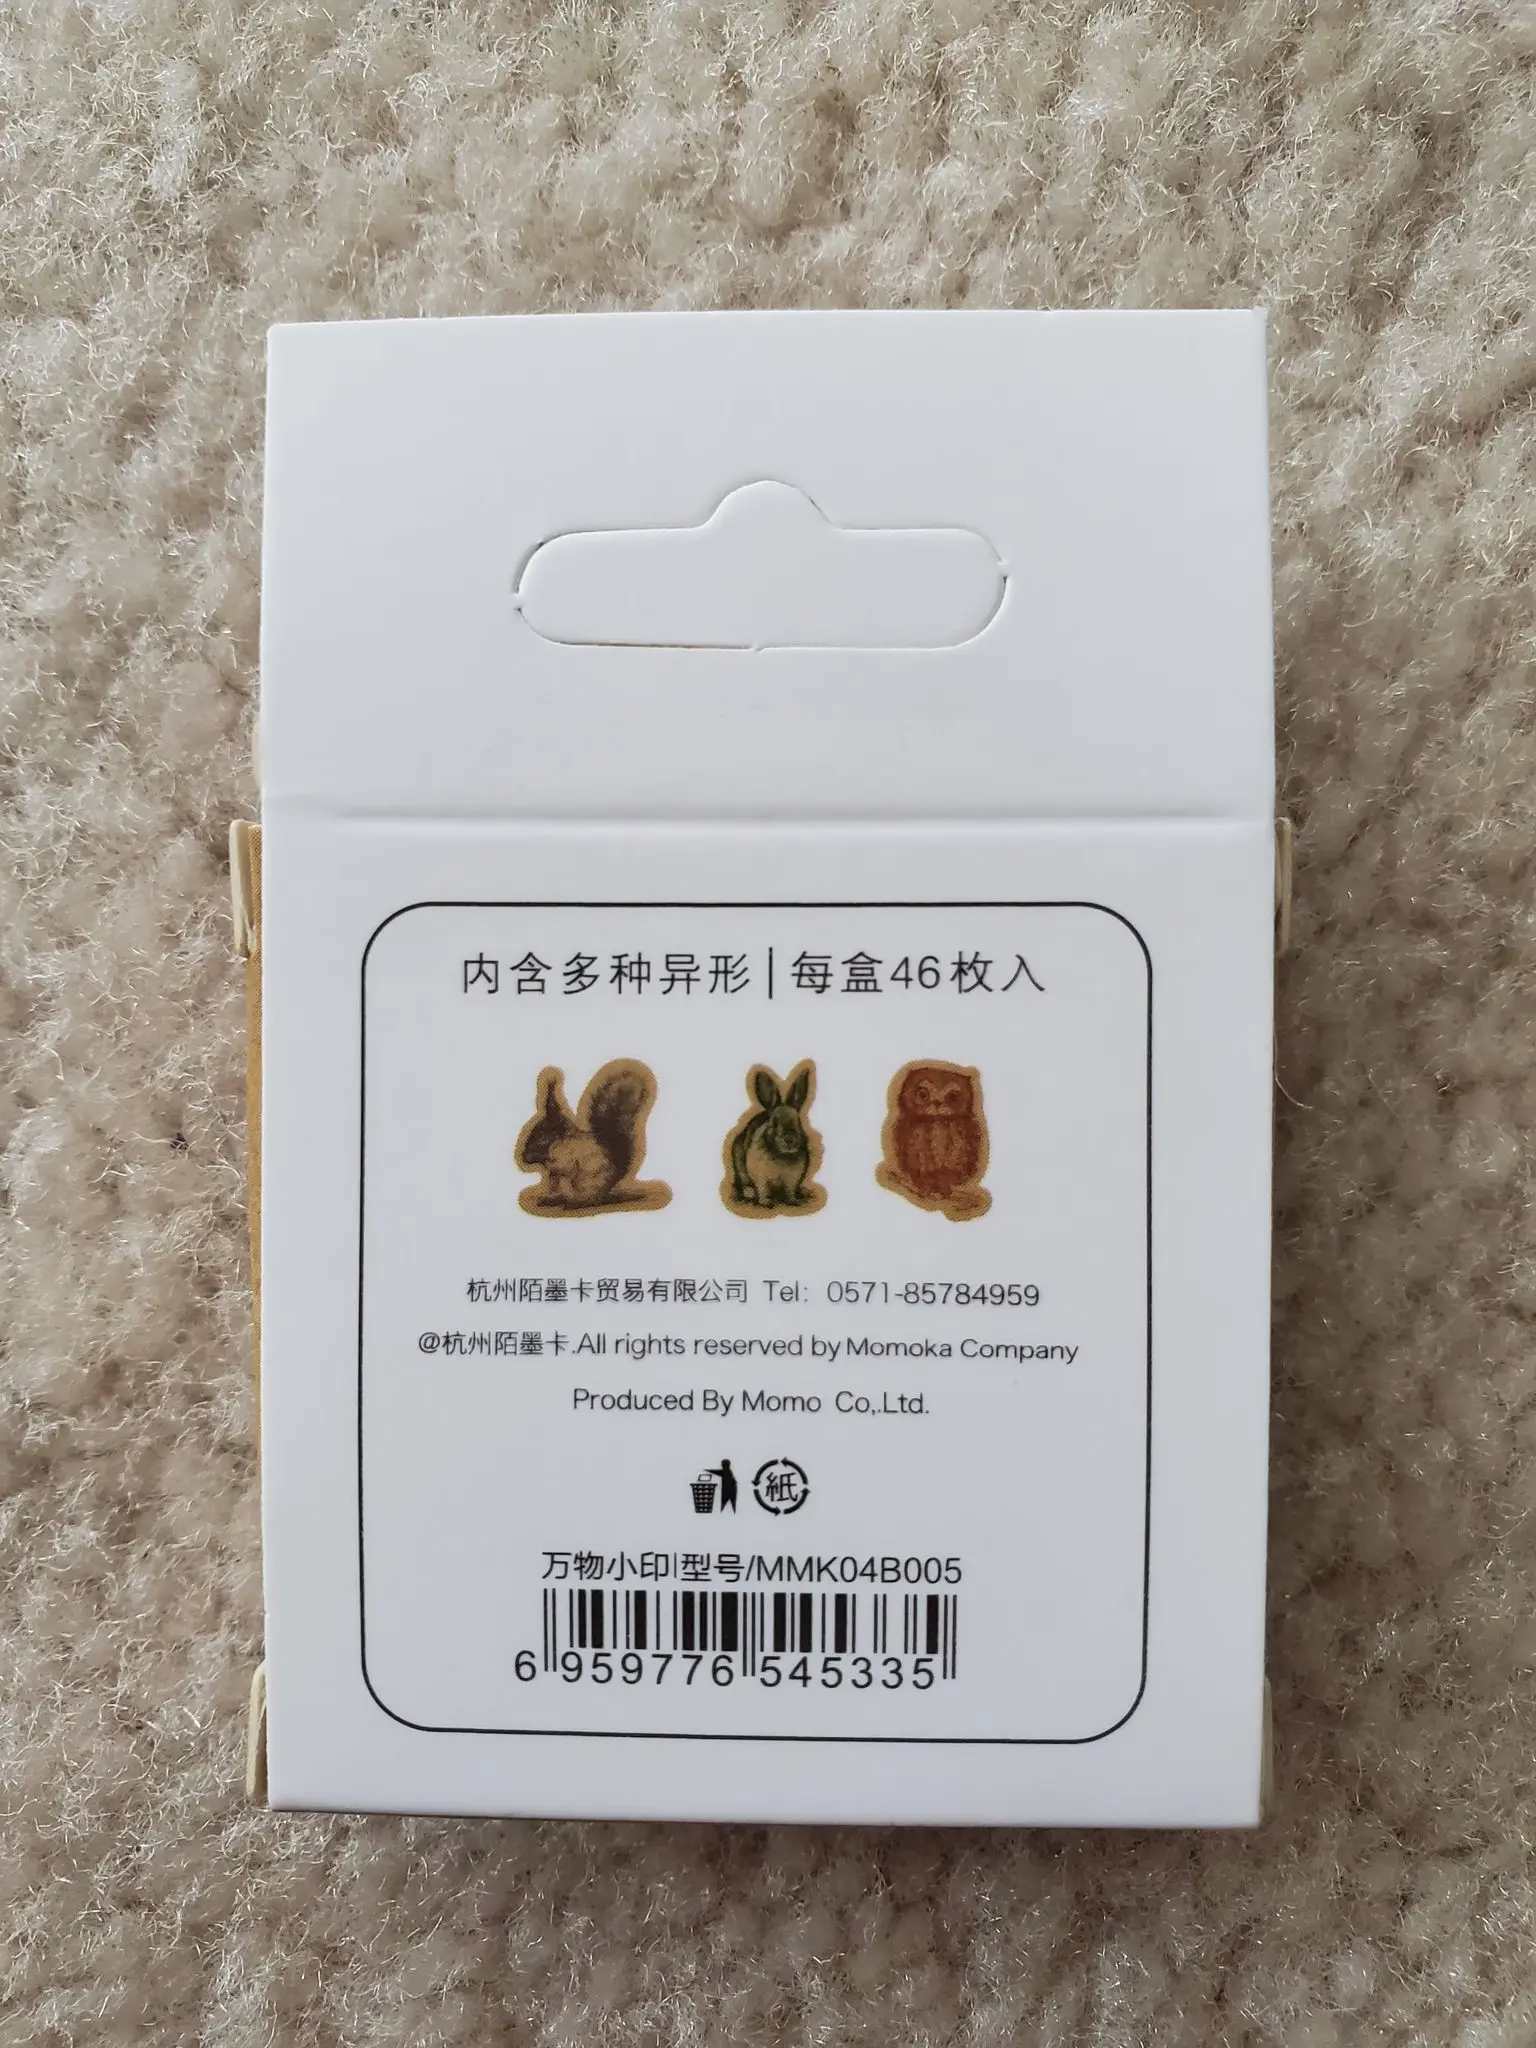 内含多种异形|每盒46枚入
杭州陌墨卡贸易有限公司 Tel: 0571-85784959
@杭州陌墨卡.All rights reserved by Momoka Company
Produced By Momo Co,.Ltd.
紙
万物小印|型号/MMK04B005
6 959776 545335